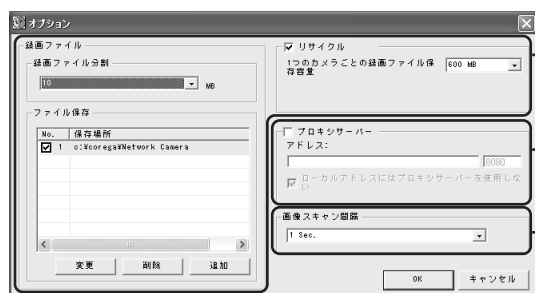 オプション
録画ファイル
録画ファイル分割
10
MB
ファイル保存
No. 保存場所
1 c:¥corega¥Network Camera
変更 削除 追加
リサイクル
1つのカメラごとの録画ファイル保存容量
600 MB
プロキシサーバー
アドレス:
8080
ローカルアドレスにはプロキシサーバーを使用しない
画像スキャン間隔
1 Sec.
OK キャンセル